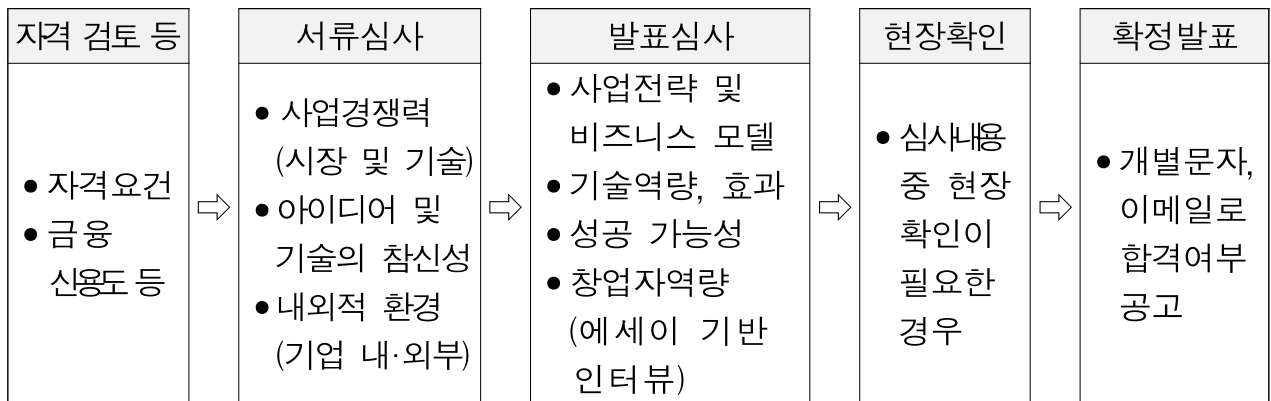 자격 검토 등
● 자격요건
● 금융
신용도 등
⇨
서류심사
● 사업경쟁력
(시장 및 기술)
● 아이디어 및
기술의 참신성
● 내외적 환경
(기업 내·외부)
⇨
발표심사
● 사업전략 및
비즈니스 모델
● 기술역량, 효과
● 성공 가능성
● 창업자역량
(에세이 기반
인터뷰)
⇨
현장확인
● 심사내용
중 현장
확인이
필요한
경우
⇨
확정발표
● 개별문자,
이메일로
합격여부
공고